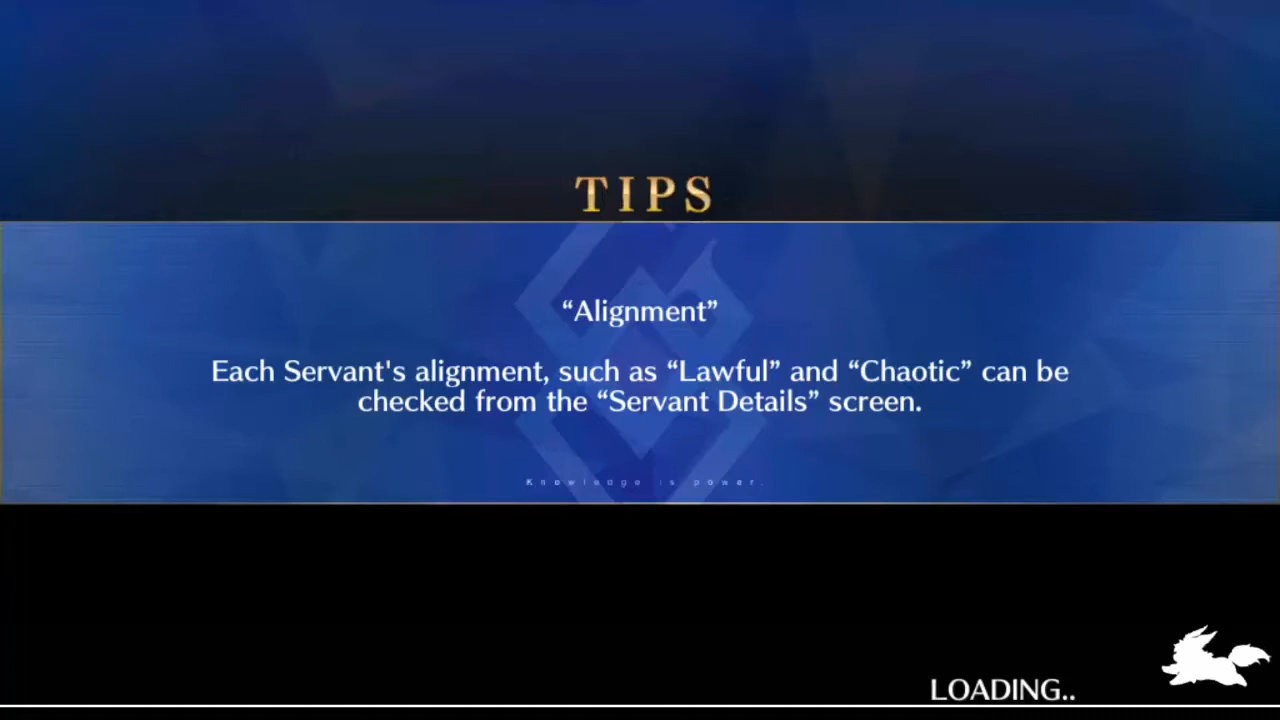 TIPS
“Alignment”
Each Servant's alignment, such as “Lawful” and “Chaotic” can be
checked from the “Servant Details” screen.
Knowledge is power.
LOADING..